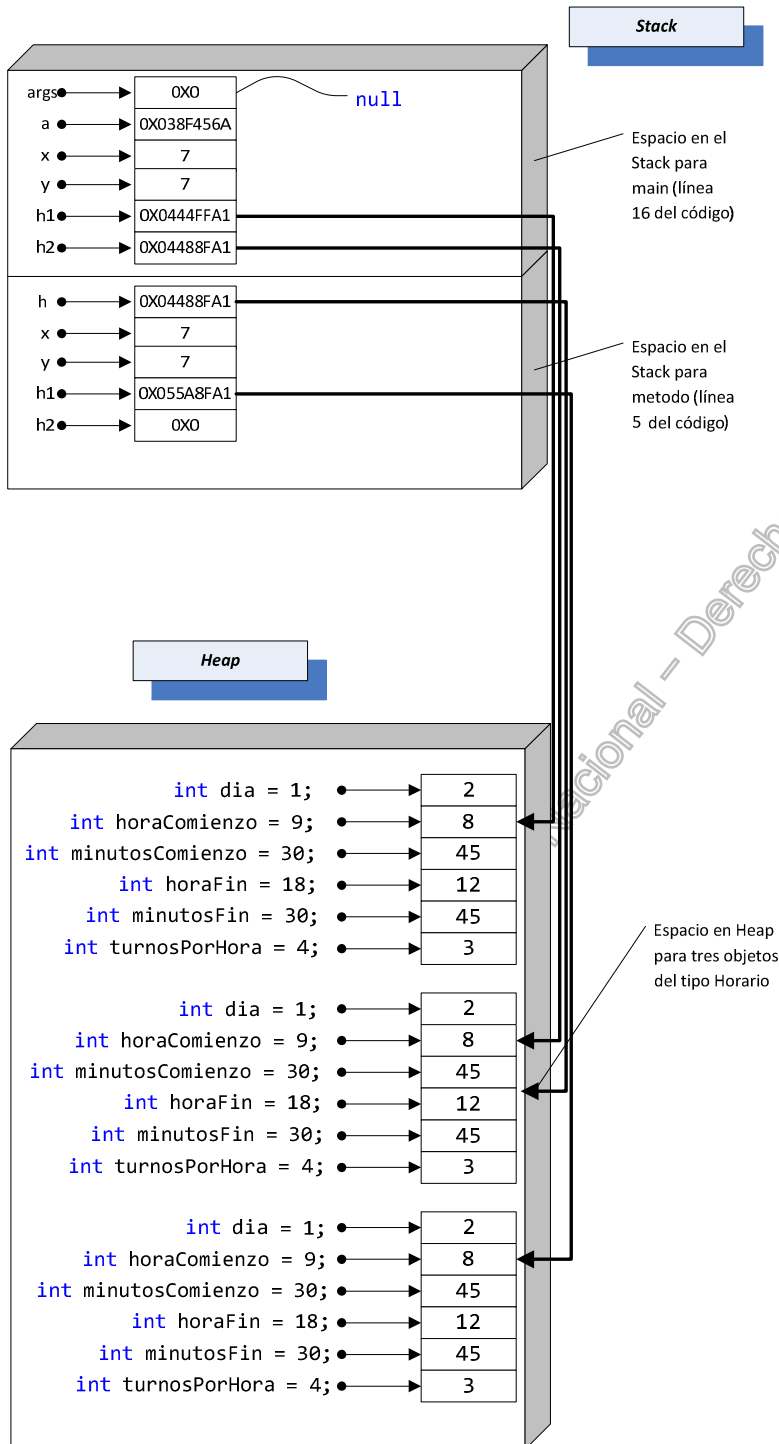 Stack
args 0X0 null
a 0X038F456A
x 7
y 7
h1 0X0444FFA1
h2 0X04488FA1
Espacio en el
Stack para
main (línea
16 del código)
h 0X04488FA1
x 7
y 7
h1 0X055A8FA1
h2 0X0
Espacio en el
Stack para
metodo (línea
5 del código)
Heap
int dia = 1; 2
int horaComienzo = 9; 8
int minutosComienzo = 30; 45
int horaFin = 18; 12
int minutosFin = 30; 45
int turnosPorHora = 4; 3
Espacio en Heap
para tres objetos
del tipo Horario
int dia = 1; 2
int horaComienzo = 9; 8
int minutosComienzo = 30; 45
int horaFin = 18; 12
int minutosFin = 30; 45
int turnosPorHora = 4; 3
int dia = 1; 2
int horaComienzo = 9; 8
int minutosComienzo = 30; 45
int horaFin = 18; 12
int minutosFin = 30; 45
int turnosPorHora = 4; 3
Nacional –